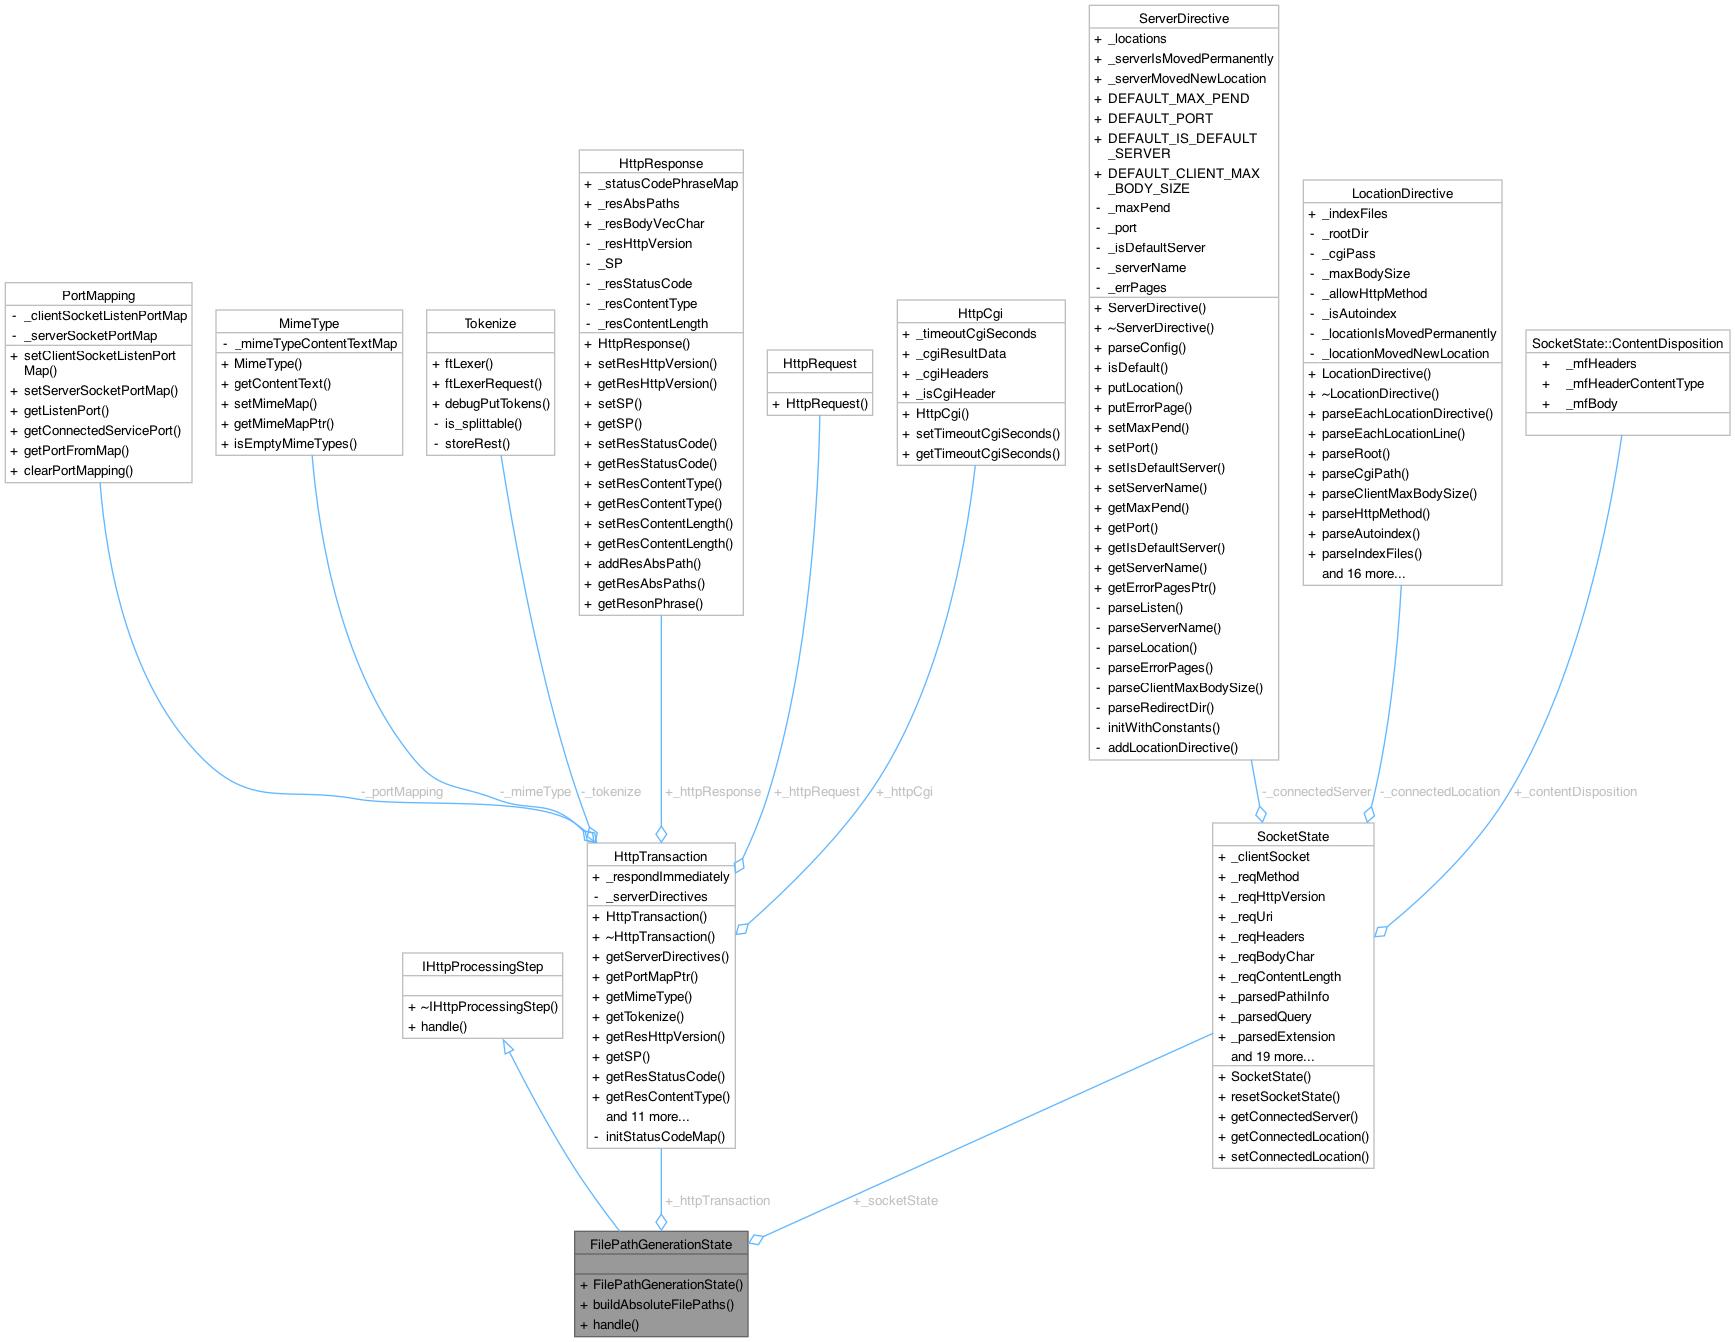 ServerDirective
+ _locations
+ _serverIsMovedPermanently
+ _serverMovedNewLocation
+ DEFAULT_MAX_PEND
+ DEFAULT_PORT
+ DEFAULT_IS_DEFAULT
_SERVER
+ DEFAULT_CLIENT_MAX
_BODY_SIZE
- _maxPend
- _port
- _isDefaultServer
- _serverName
- _errPages
+ ServerDirective()
+ ~ServerDirective()
+ parseConfig()
+ isDefault()
+ putLocation()
+ putErrorPage()
+ setMaxPend()
+ setPort()
+ setIsDefaultServer()
+ setServerName()
+ getMaxPend()
+ getPort()
+ getIsDefaultServer()
+ getServerName()
+ getErrorPagesPtr()
- parseListen()
- parseServerName()
- parseLocation()
- parseErrorPages()
- parseClientMaxBodySize()
- parseRedirectDir()
- initWithConstants()
- addLocationDirective()
HttpResponse
+ _statusCodePhraseMap
+ _resAbsPaths
+ _resBodyVecChar
- _resHttpVersion
- _SP
- _resStatusCode
- _resContentType
- _resContentLength
+ HttpResponse()
+ setResHttpVersion()
+ getResHttpVersion()
+ setSP()
+ getSP()
+ setResStatusCode()
+ getResStatusCode()
+ setResContentType()
+ getResContentType()
+ setResContentLength()
+ getResContentLength()
+ addResAbsPath()
+ getResAbsPaths()
+ getResonPhrase()
LocationDirective
+ _indexFiles
- _rootDir
- _cgiPass
- _maxBodySize
- _allowHttpMethod
- _isAutoindex
- _locationIsMovedPermanently
- _locationMovedNewLocation
+ LocationDirective()
+ ~LocationDirective()
+ parseEachLocationDirective()
+ parseEachLocationLine()
+ parseRoot()
+ parseCgiPath()
+ parseClientMaxBodySize()
+ parseHttpMethod()
+ parseAutoindex()
+ parseIndexFiles()
and 16 more...
PortMapping
- _clientSocketListenPortMap
- _serverSocketPortMap
+ setClientSocketListenPort
Map()
+ setServerSocketPortMap()
+ getListenPort()
+ getConnectedServicePort()
+ getPortFromMap()
+ clearPortMapping()
MimeType
- _mimeTypeContentTextMap
+ MimeType()
+ getContentText()
+ setMimeMap()
+ getMimeMapPtr()
+ isEmptyMimeTypes()
Tokenize
+ ftLexer()
+ ftLexerRequest()
+ debugPutTokens()
- is_splittable()
- storeRest()
HttpRequest
+ HttpRequest()
HttpCgi
+ _timeoutCgiSeconds
+ _cgiResultData
+ _cgiHeaders
+ _isCgiHeader
+ HttpCgi()
+ setTimeoutCgiSeconds()
+ getTimeoutCgiSeconds()
SocketState::ContentDisposition
+ _mfHeaders
+ _mfHeaderContentType
+ _mfBody
-_portMapping
-_mimeType
-_tokenize
+_httpResponse
+_httpRequest
+_httpCgi
-_connectedServer
-_connectedLocation
+_contentDisposition
HttpTransaction
+ _respondImmediately
- _serverDirectives
+ HttpTransaction()
+ ~HttpTransaction()
+ getServerDirectives()
+ getPortMapPtr()
+ getMimeType()
+ getTokenize()
+ getResHttpVersion()
+ getSP()
+ getResStatusCode()
+ getResContentType()
and 11 more...
- initStatusCodeMap()
SocketState
+ _clientSocket
+ _reqMethod
+ _reqHttpVersion
+ _reqUri
+ _reqHeaders
+ _reqBodyChar
+ _reqContentLength
+ _parsedPathiInfo
+ _parsedQuery
+ _parsedExtension
and 19 more...
+ SocketState()
+ resetSocketState()
+ getConnectedServer()
+ getConnectedLocation()
+ setConnectedLocation()
IHttpProcessingStep
+ ~IHttpProcessingStep()
+ handle()
+_httpTransaction
+_socketState
FilePathGenerationState
+ FilePathGenerationState()
+ buildAbsoluteFilePaths()
+ handle()